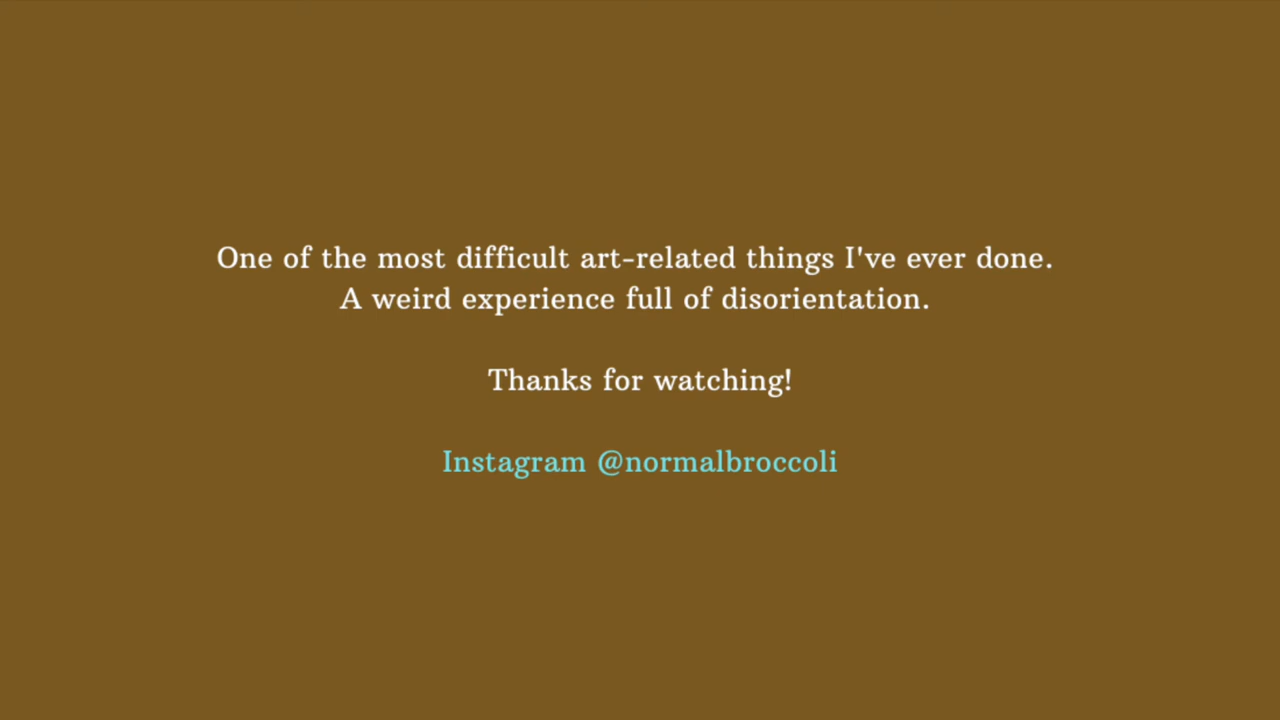 One of the most difficult art-related things I've ever done.
A weird experience full of disorientation.
Thanks for watching!
Instagram @normalbroccoli